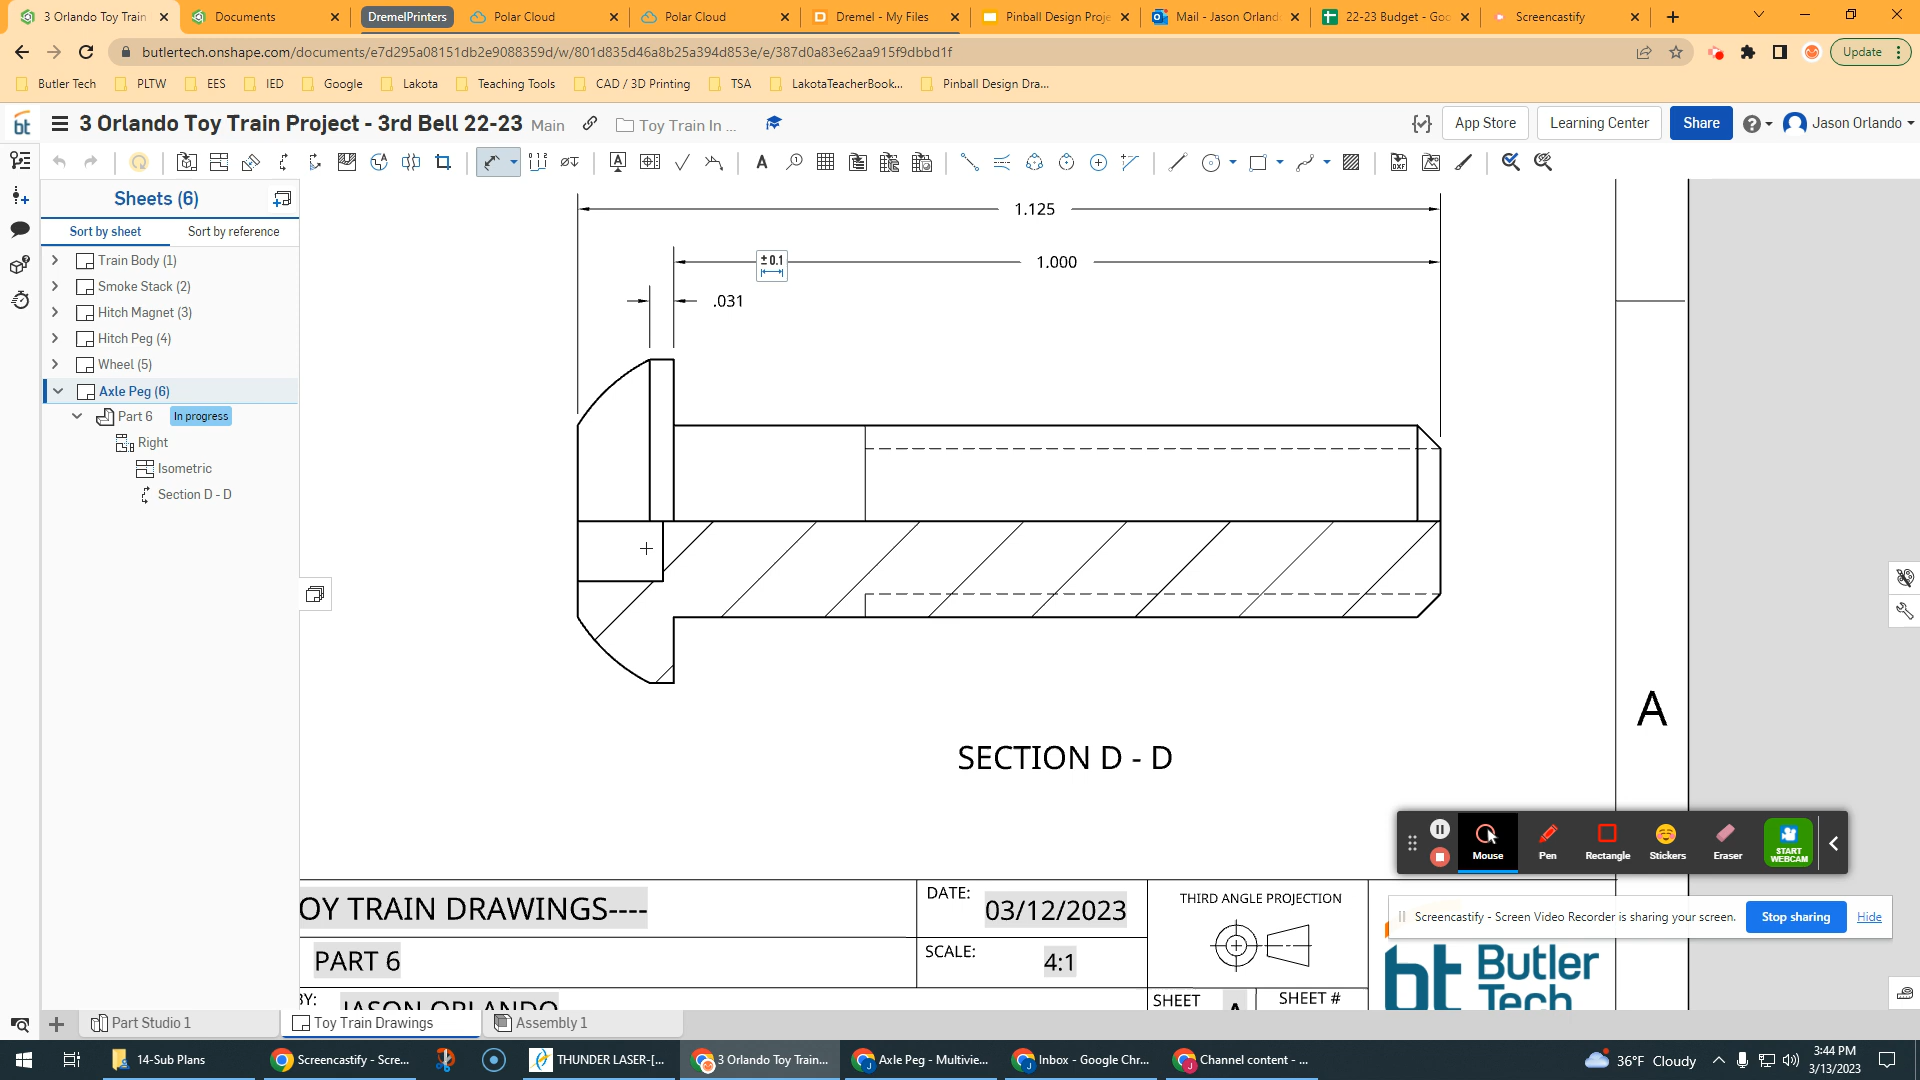 3 Orlando Toy Train
Documents
DremelPrinters
Polar Cloud
Polar Cloud
Dremel - My Files
Pinball Design Proje
Mail - Jason Orland
22-23 Budget - Goo
Screencastify
butlertech.onshape.com/documents/e7d295a08151db2e9088359d/w/801d835d46a8b25a394d853e/e/387d0a83e62aa915f9dbbd1f
Update
Butler Tech
PLTW
EES
IED
Google
Lakota
Teaching Tools
CAD / 3D Printing
TSA
LakotaTeacherBook...
Pinball Design Dra...
bt
3 Orlando Toy Train Project - 3rd Bell 22-23
Main
Toy Train In ...
App Store
Learning Center
Share
Jason Orlando
Sheets (6)
Sort by sheet
Sort by reference
Train Body (1)
Smoke Stack (2)
Hitch Magnet (3)
Hitch Peg (4)
Wheel (5)
Axle Peg (6)
Part 6
In progress
Right
Isometric
Section D - D
1.125
±0.1
1.000
.031
SECTION D - D
A
Mouse
Pen
Rectangle
Stickers
Eraser
START WEBCAM
Screencastify - Screen Video Recorder is sharing your screen.
Stop sharing
Hide
OY TRAIN DRAWINGS----
DATE:
03/12/2023
THIRD ANGLE PROJECTION
PART 6
SCALE:
4:1
bt Butler
Tech
BY:
JASON ORLANDO
SHEET
A
SHEET #
Part Studio 1
Toy Train Drawings
Assembly 1
14-Sub Plans
Screencastify - Scre...
THUNDER LASER-[...
3 Orlando Toy Train...
Axle Peg - Multivie...
Inbox - Google Chr...
Channel content - ...
36°F Cloudy
3:44 PM
3/13/2023